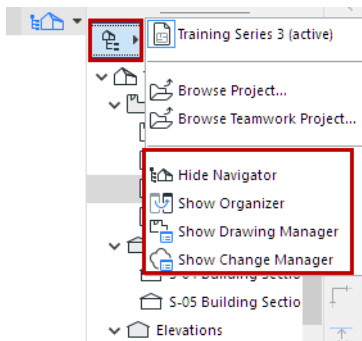 Training Series 3 (active)
Browse Project...
Browse Teamwork Project...
Hide Navigator
Show Organizer
Show Drawing Manager
Show Change Manager
S-05 Building Sectio
Elevations